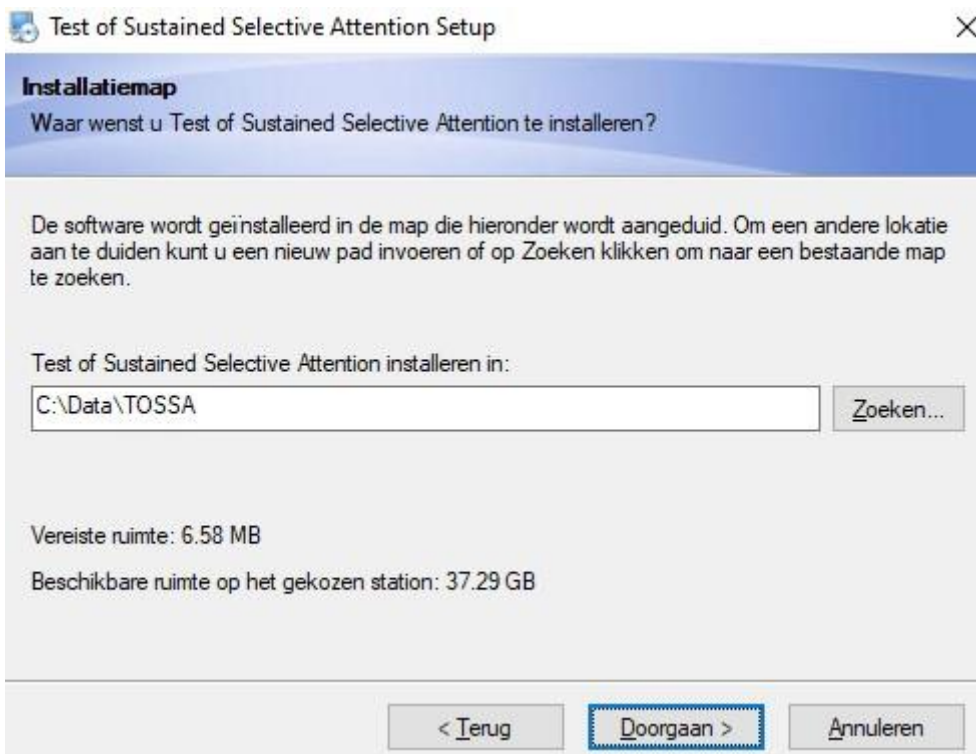 Test of Sustained Selective Attention Setup
Installatiemap
Waar wenst u Test of Sustained Selective Attention te installeren?
De software wordt geïnstalleerd in de map die hieronder wordt aangeduid. Om een andere lokatie
aan te duiden kunt u een nieuw pad invoeren of op Zoeken klikken om naar een bestaande map
te zoeken.
Test of Sustained Selective Attention installeren in:
C:\Data\TOSSA
Zoeken...
Vereiste ruimte: 6.58 MB
Beschikbare ruimte op het gekozen station: 37.29 GB
< Terug
Doorgaan >
Annuleren